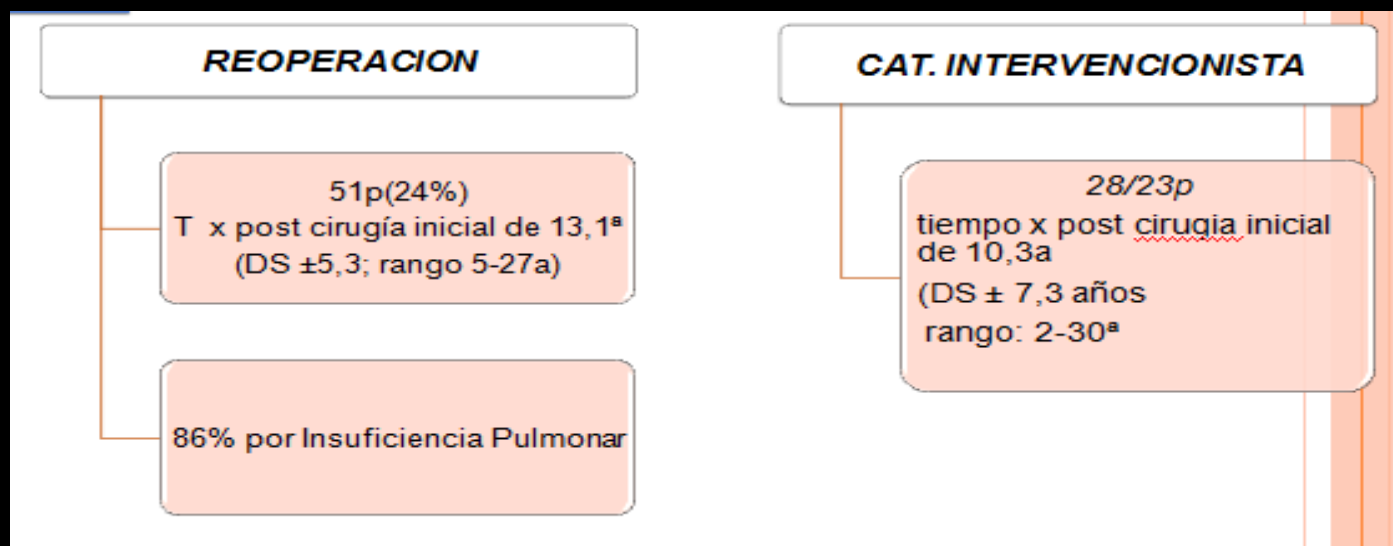 REOPERACION
51p(24%)
T x post cirugía inicial de 13,1ª
(DS ±5,3; rango 5-27a)
86% por Insuficiencia Pulmonar
CAT. INTERVENCIONISTA
28/23p
tiempo x post cirugia inicial
de 10,3a
(DS ± 7,3 años
rango: 2-30ª